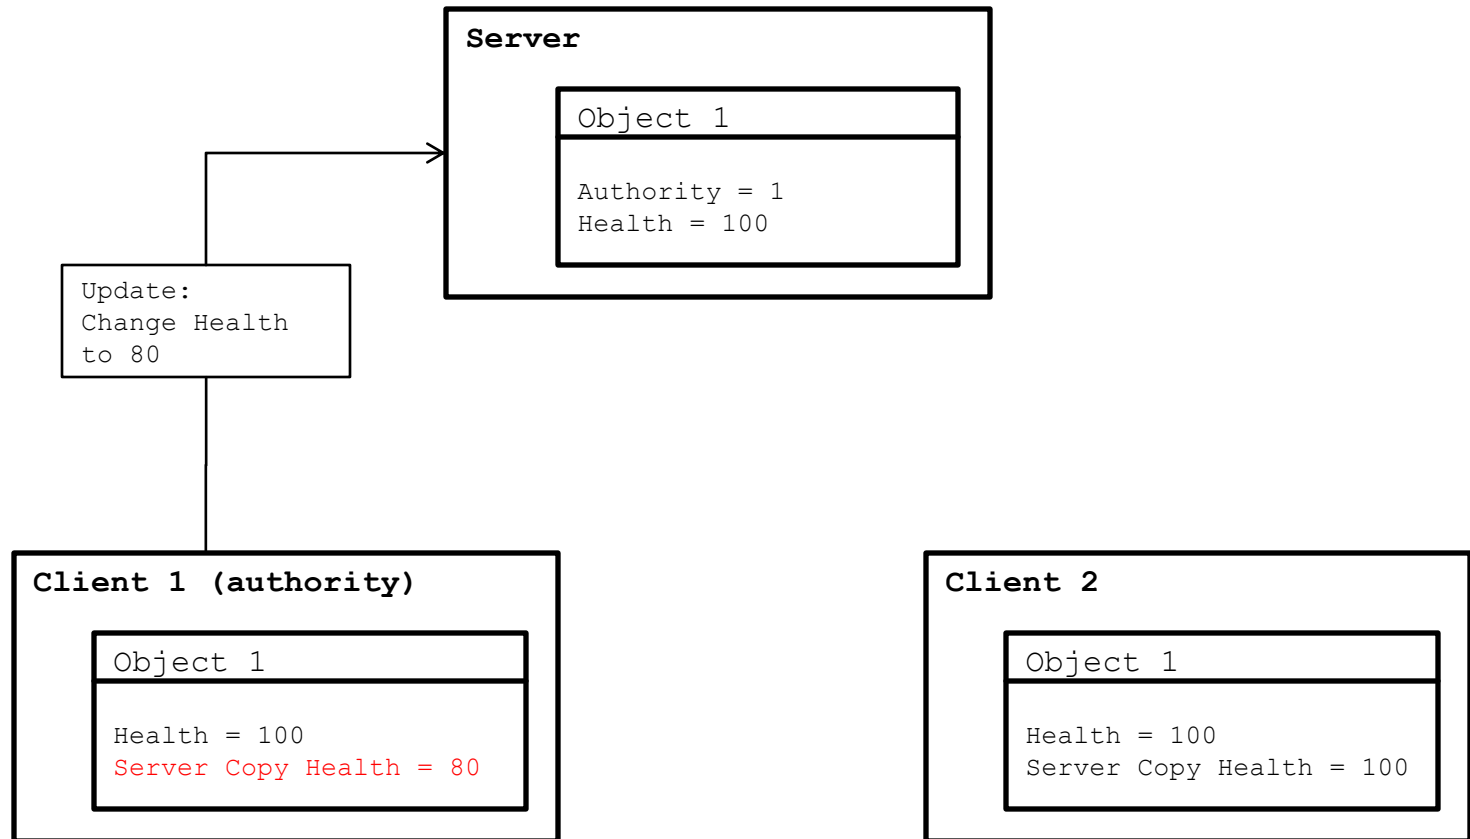 Server
Object 1
Authority = 1
Health = 100
Update:
Change Health
to 80
Client 1 (authority)
Object 1
Health = 100
Server Copy Health = 80
Client 2
Object 1
Health = 100
Server Copy Health = 100